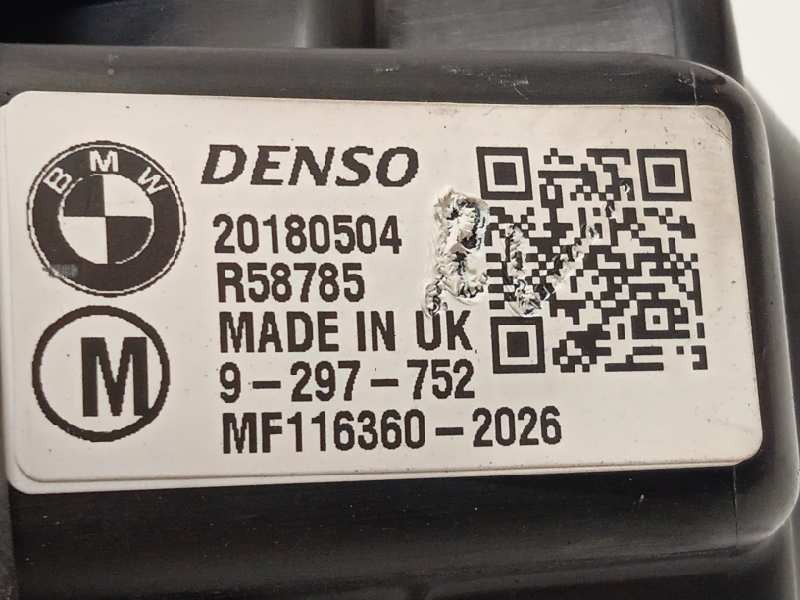 BMW
DENSO
20180504
R58785
MADE IN UK
9-297-752
M
MF116360-2026